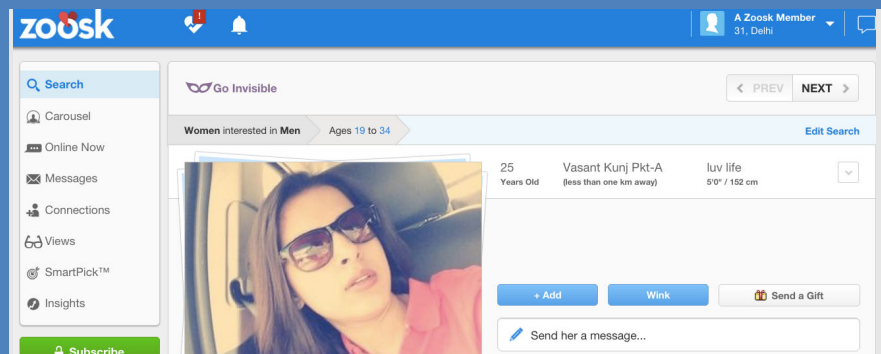 zoosk
!
A Zoosk Member
31, Delhi
Search
Carousel
Online Now
Messages
Connections
Views
SmartPick™
Insights
Subscribe
Go Invisible
PREV
NEXT
Women interested in Men
Ages 19 to 34
Edit Search
25
Years Old
Vasant Kunj Pkt-A
(less than one km away)
luv life
5'0" / 152 cm
+ Add
Wink
Send a Gift
Send her a message...